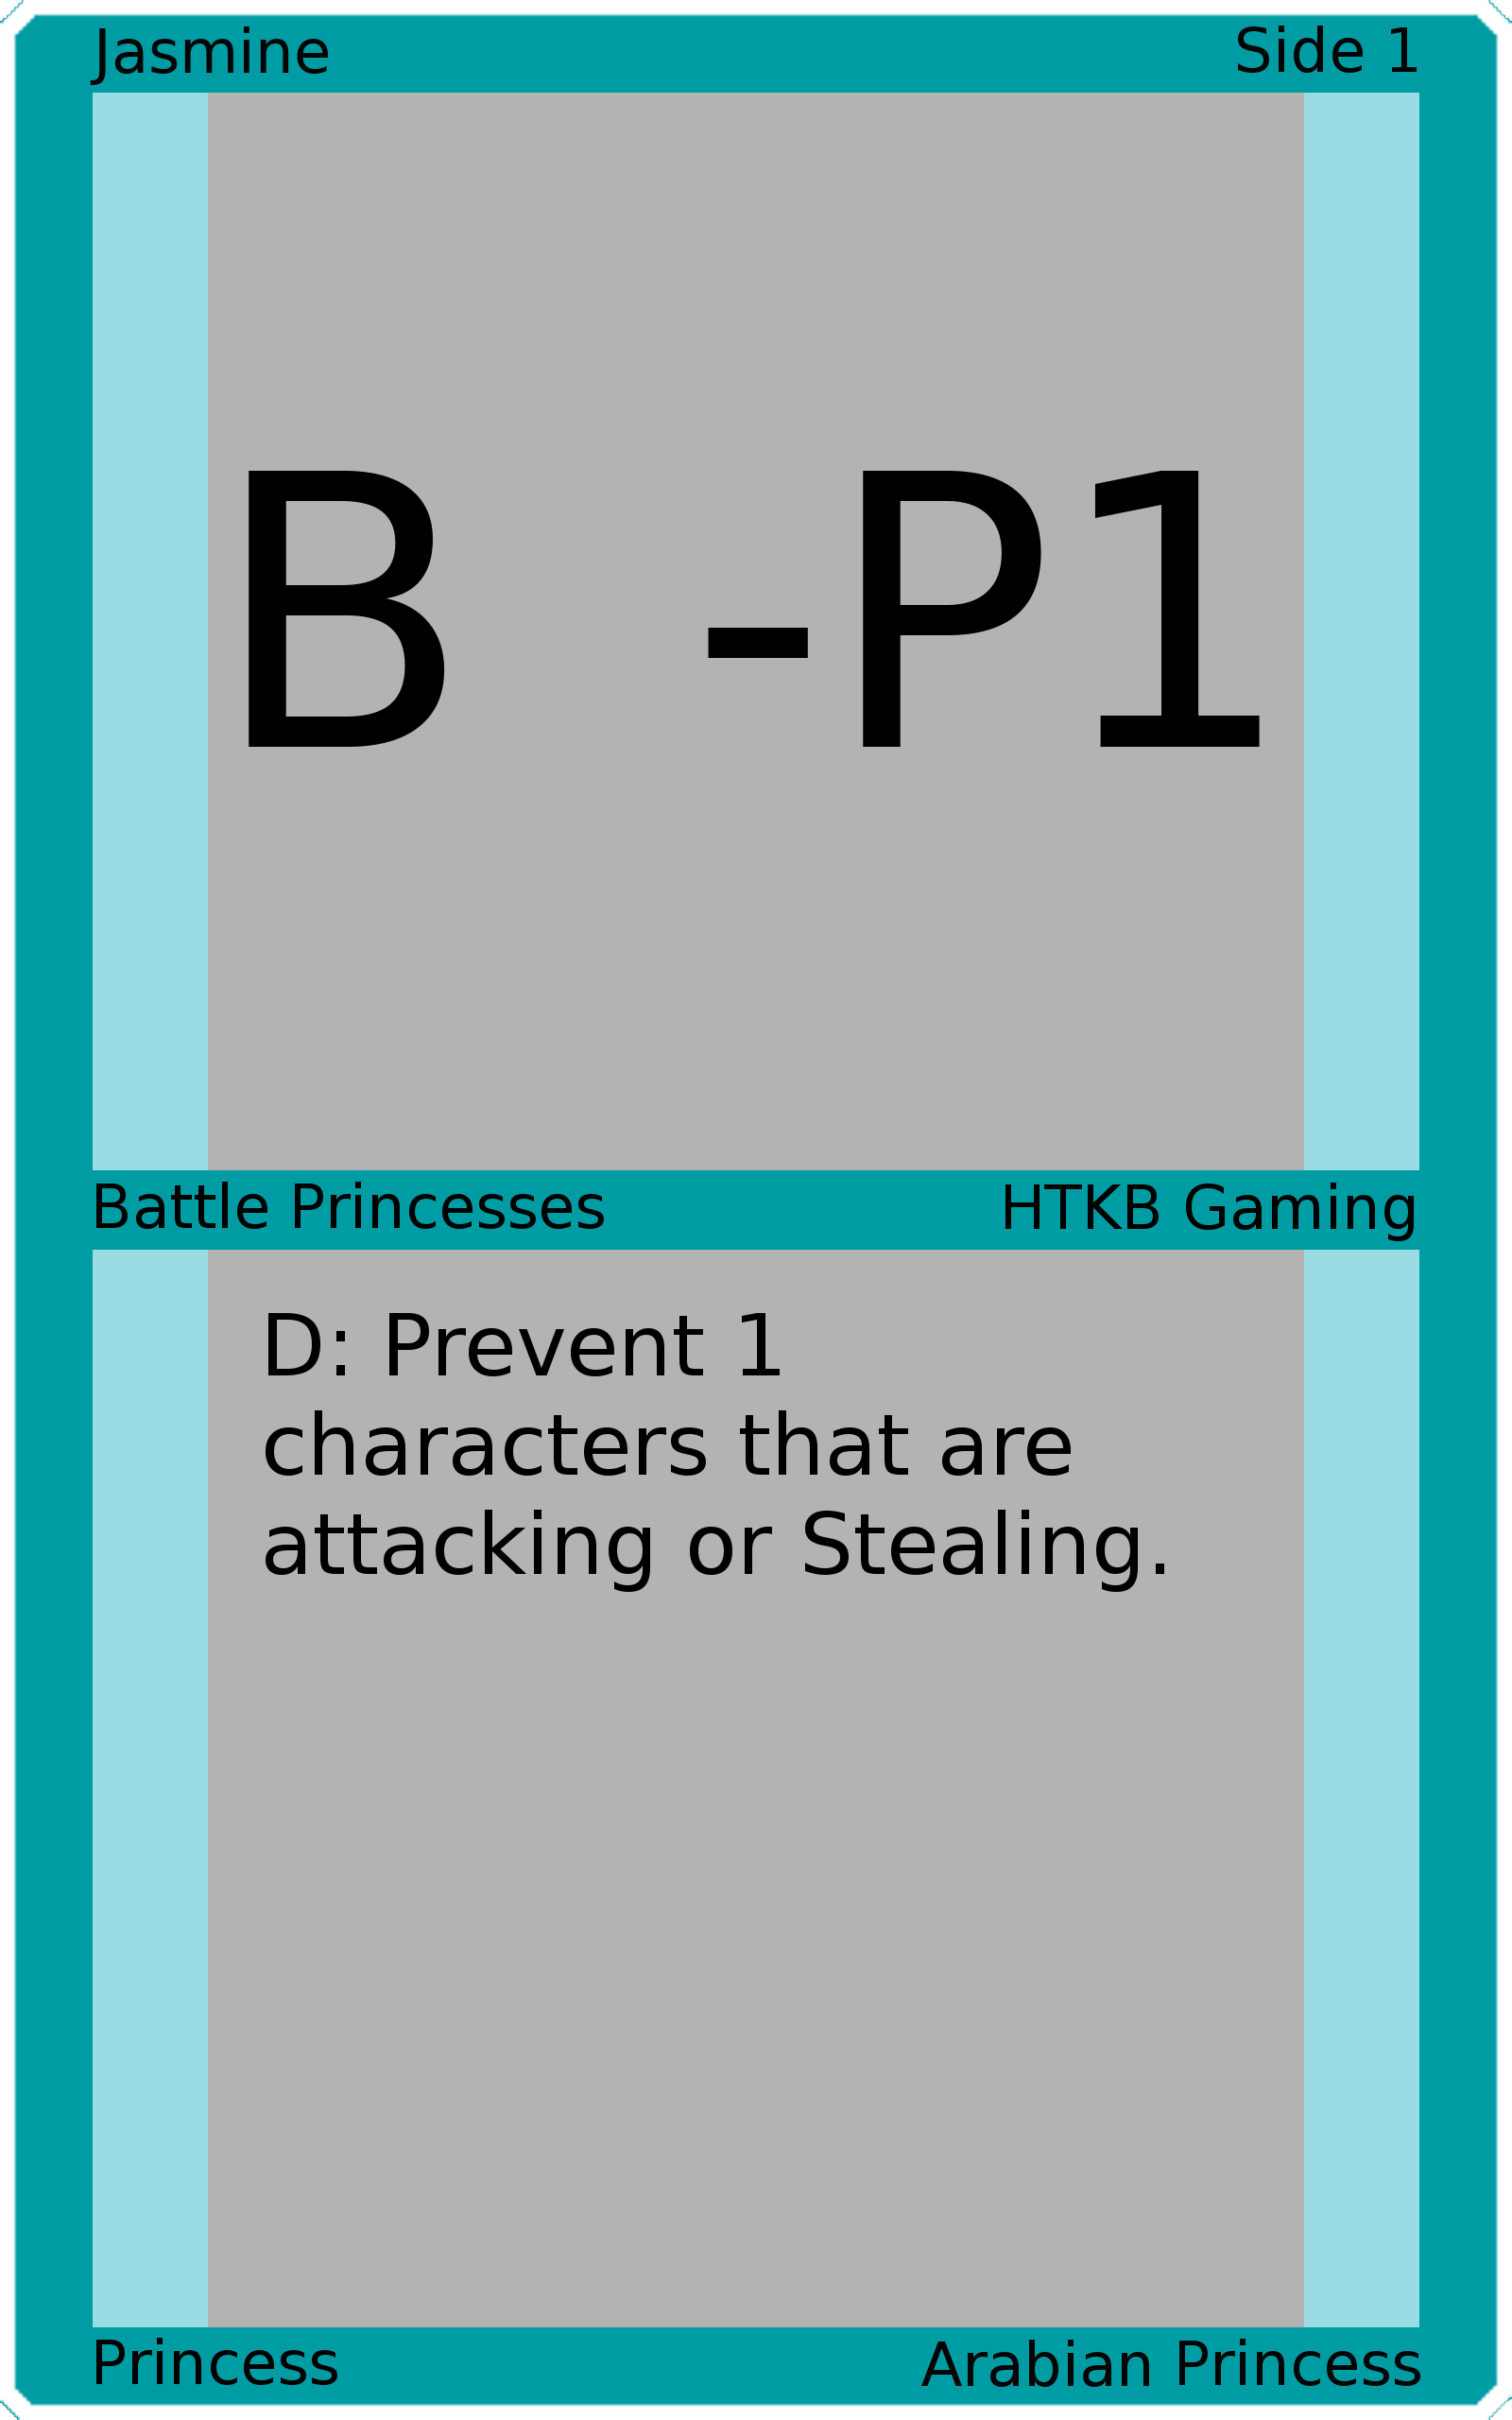 Jasmine Side 1
B -P1
Battle Princesses HTKB Gaming
D: Prevent 1
characters that are
attacking or Stealing.
Princess Arabian Princess